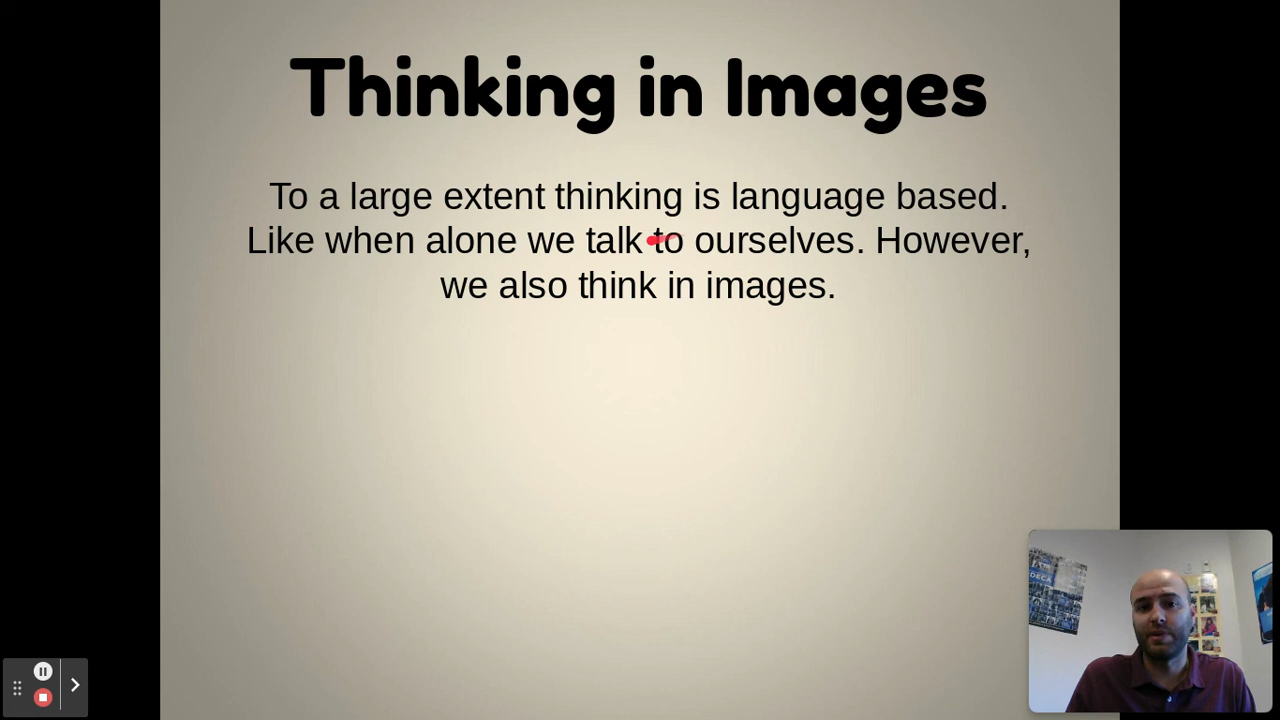 Thinking in Images
To a large extent thinking is language based.
Like when alone we talk to ourselves. However,
we also think in images.
DECA